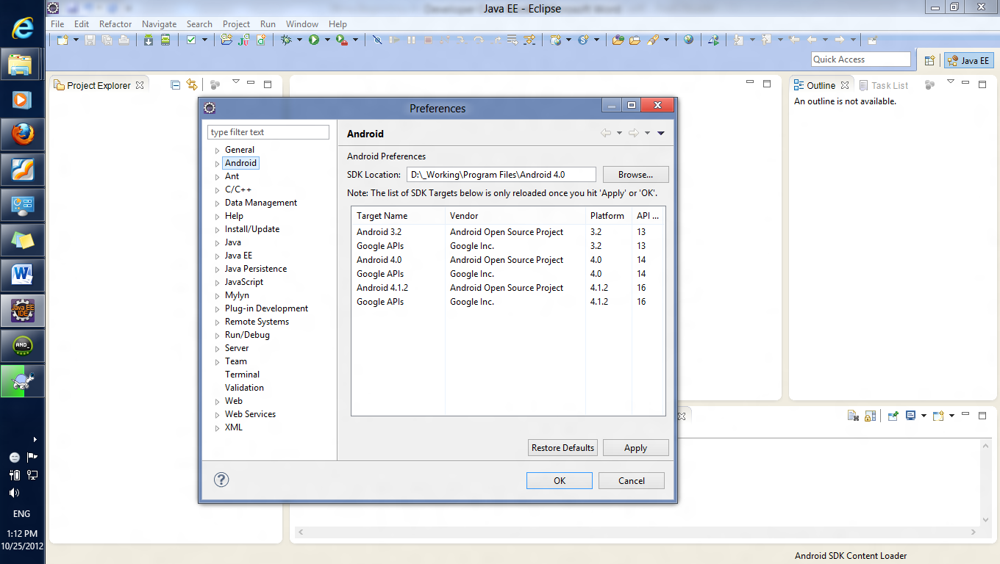 Java EE - Eclipse
File Edit Refactor Navigate Search Project Run Window Help
Quick Access
Java EE
Project Explorer
Outline
Task List
An outline is not available.
Preferences
type filter text
General
Android
Ant
C/C++
Data Management
Help
Install/Update
Java
Java EE
Java Persistence
JavaScript
Mylyn
Plug-in Development
Remote Systems
Run/Debug
Server
Team
Terminal
Validation
Web
Web Services
XML
Android
Android Preferences
SDK Location: D:\_Working\Program Files\Android 4.0 Browse...
Note: The list of SDK Targets below is only reloaded once you hit 'Apply' or 'OK'.
Target Name Vendor Platform API ...
Android 3.2 Android Open Source Project 3.2 13
Google APIs Google Inc. 3.2 13
Android 4.0 Android Open Source Project 4.0 14
Google APIs Google Inc. 4.0 14
Android 4.1.2 Android Open Source Project 4.1.2 16
Google APIs Google Inc. 4.1.2 16
Restore Defaults Apply
OK Cancel
Java EE
IDE
AND_
ENG
1:12 PM
10/25/2012
Android SDK Content Loader